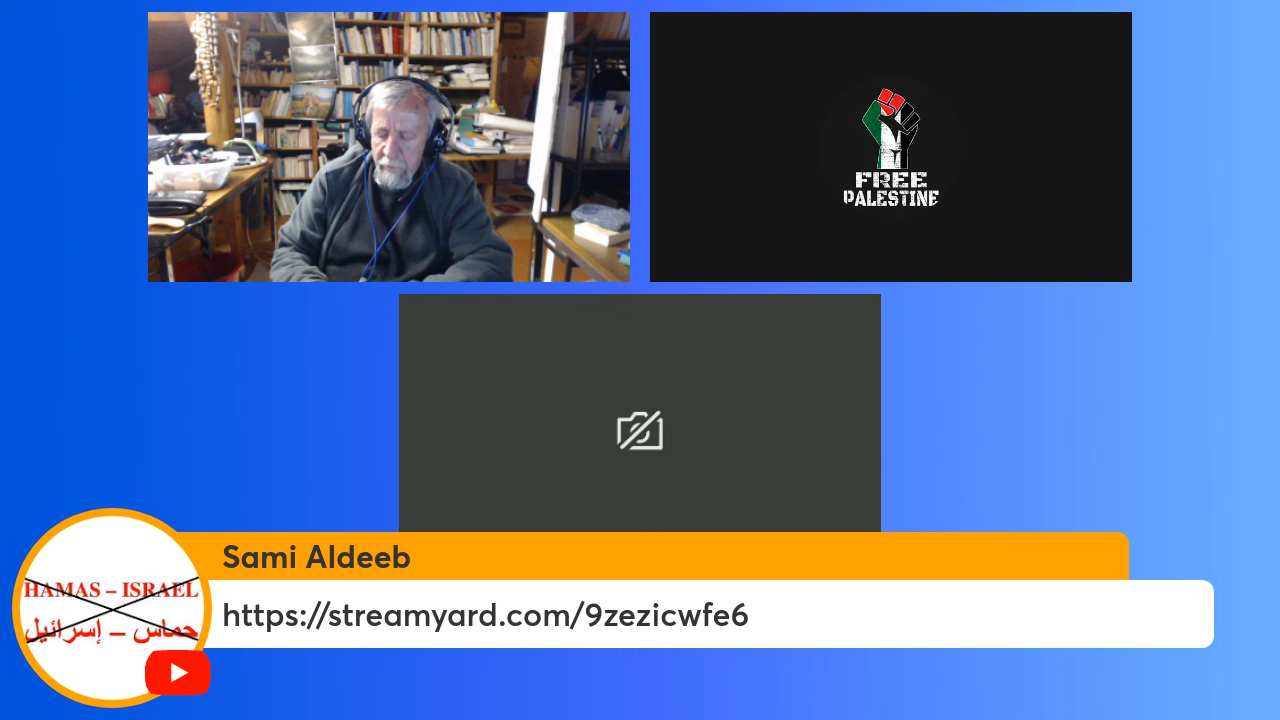 FREE
PALESTINE
Sami Aldeeb
HAMAS – ISRAEL
حماس – إسرائيل
https://streamyard.com/9zezicwfe6